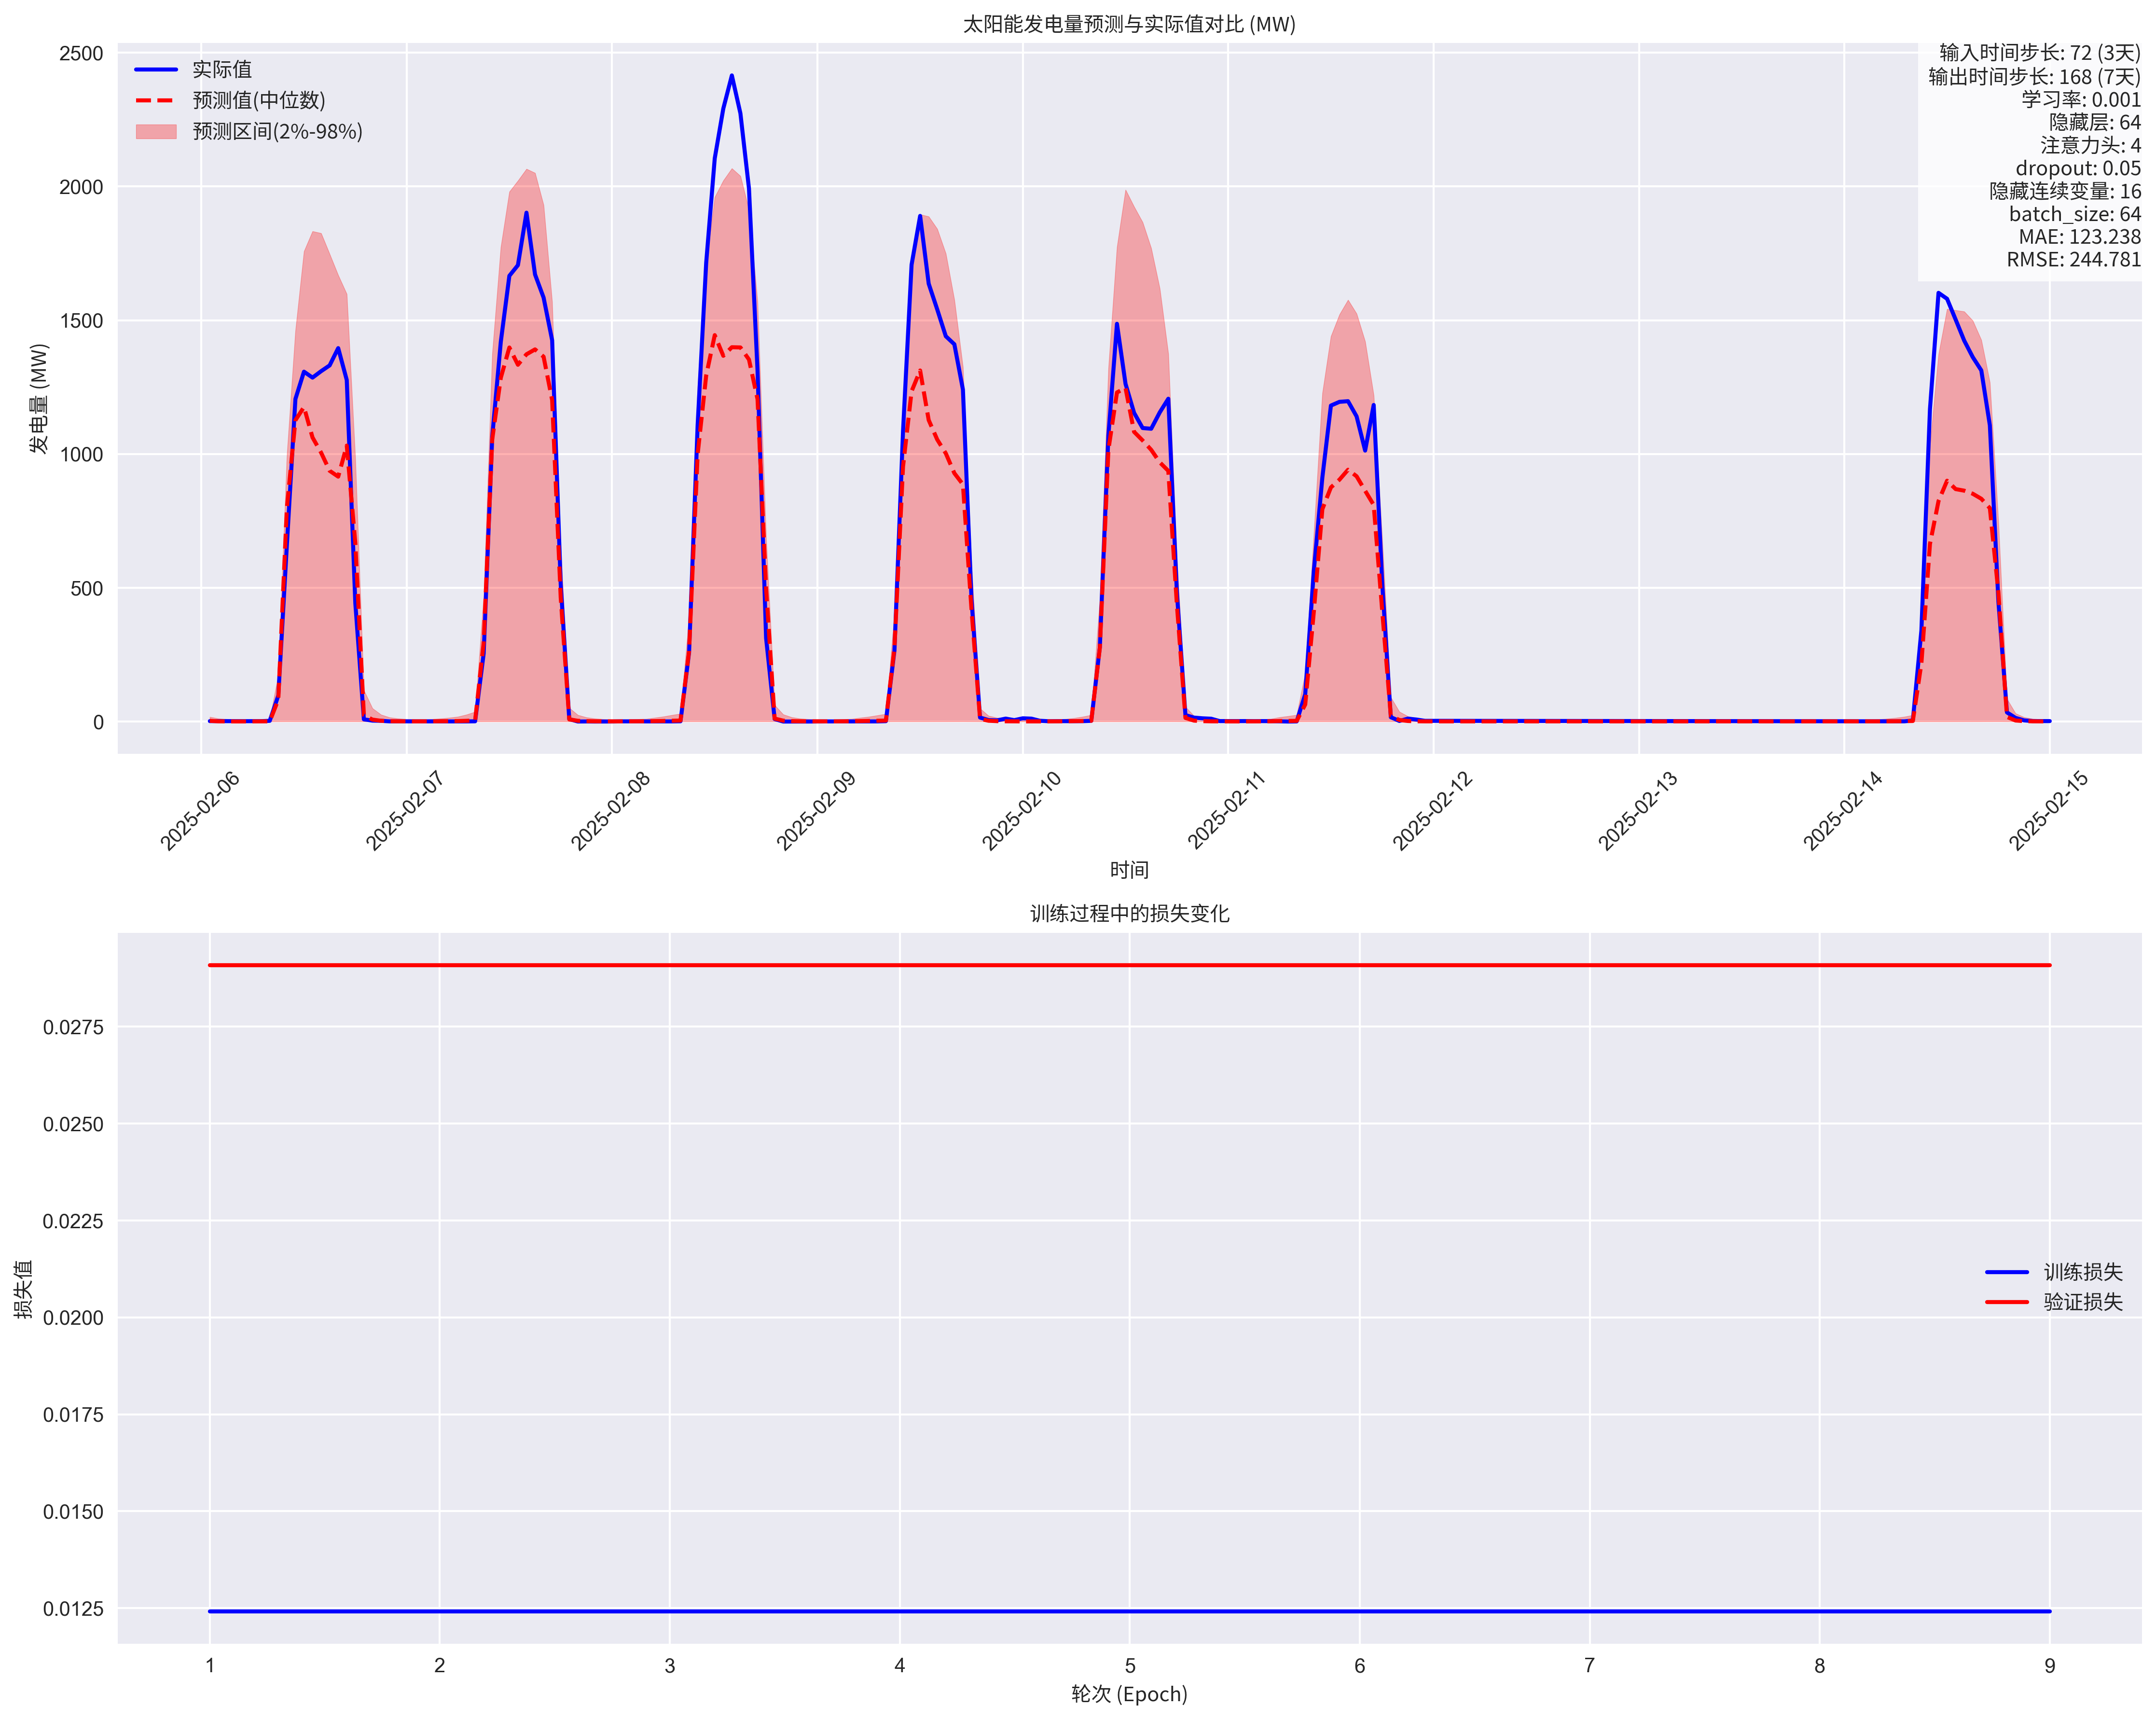 太阳能发电量预测与实际值对比 (MW)
2500
2000
1500
1000
500
0
发电量 (MW)
实际值
预测值(中位数)
预测区间(2%-98%)
输入时间步长: 72 (3天)
输出时间步长: 168 (7天)
学习率: 0.001
隐藏层: 64
注意力头: 4
dropout: 0.05
隐藏连续变量: 16
batch_size: 64
MAE: 123.238
RMSE: 244.781
2025-02-06
2025-02-07
2025-02-08
2025-02-09
2025-02-10
2025-02-11
2025-02-12
2025-02-13
2025-02-14
2025-02-15
时间
训练过程中的损失变化
0.0275
0.0250
0.0225
0.0200
0.0175
0.0150
0.0125
损失值
训练损失
验证损失
1 2 3 4 5 6 7 8 9
轮次 (Epoch)